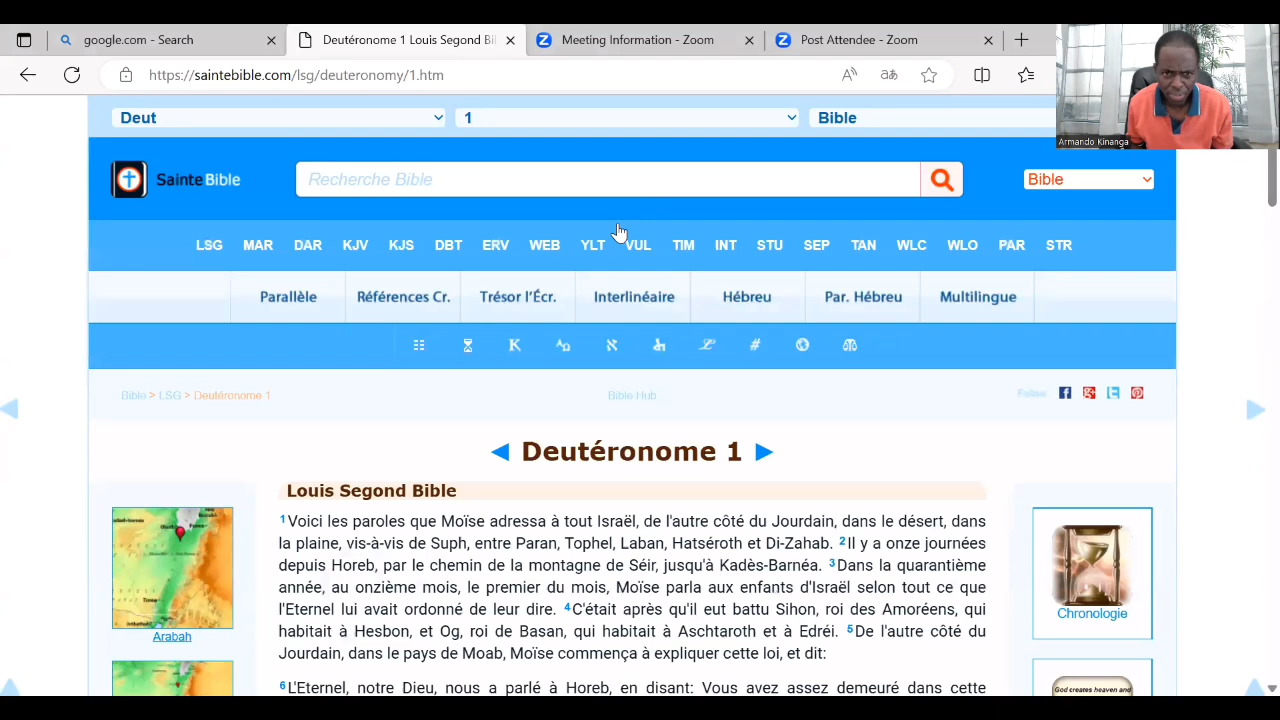 google.com - Search
Deutéronome 1 Louis Segond Bi
Meeting Information - Zoom
Post Attendee - Zoom
https://saintebible.com/lsg/deuteronomy/1.htm
Armando Kinanga
Deut
1
Bible
Sainte Bible
Recherche Bible
Bible
LSG MAR DAR KJV KJS DBT ERV WEB YLT VUL TIM INT STU SEP TAN WLC WLO PAR STR
Parallèle Références Cr. Trésor l'Écr. Interlinéaire Hébreu Par. Hébreu Multilingue
Bible > LSG > Deutéronome 1
Bible Hub
Follow
Deutéronome 1
Louis Segond Bible
1Voici les paroles que Moïse adressa à tout Israël, de l'autre côté du Jourdain, dans le désert, dans
la plaine, vis-à-vis de Suph, entre Paran, Tophel, Laban, Hatséroth et Di-Zahab. 2Il y a onze journées
depuis Horeb, par le chemin de la montagne de Séir, jusqu'à Kadès-Barnéa. 3Dans la quarantième
année, au onzième mois, le premier du mois, Moïse parla aux enfants d'Israël selon tout ce que
l'Eternel lui avait ordonné de leur dire. 4C'était après qu'il eut battu Sihon, roi des Amoréens, qui
habitait à Hesbon, et Og, roi de Basan, qui habitait à Aschtaroth et à Edréi. 5De l'autre côté du
Jourdain, dans le pays de Moab, Moïse commença à expliquer cette loi, et dit:
6L'Eternel, notre Dieu, nous a parlé à Horeb, en disant: Vous avez assez demeuré dans cette
Arabah
Chronologie
God creates heaven and